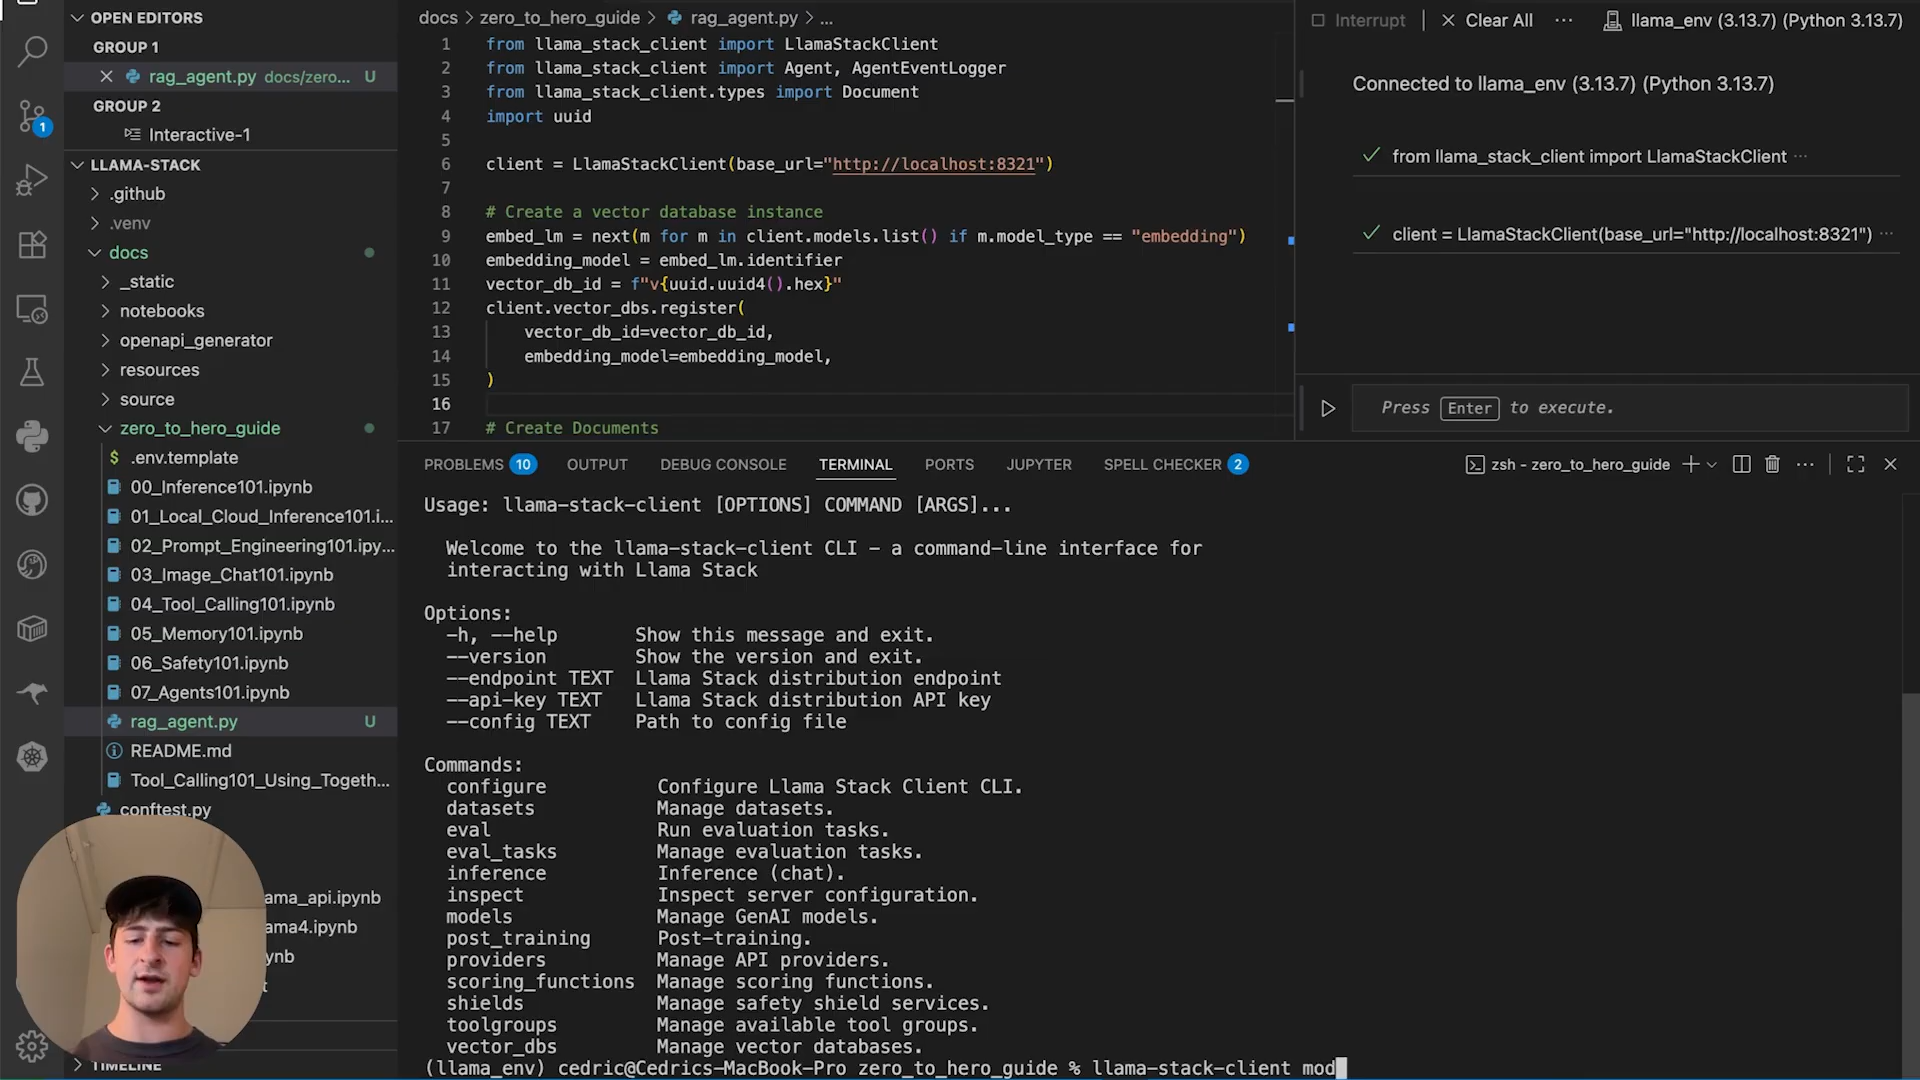 OPEN EDITORS
GROUP 1
rag_agent.py docs/zero... U
GROUP 2
Interactive-1
LLAMA-STACK
.github
.venv
docs
_static
notebooks
openapi_generator
resources
source
zero_to_hero_guide
.env.template
00_Inference101.ipynb
01_Local_Cloud_Inference101.i...
02_Prompt_Engineering101.ipy...
03_Image_Chat101.ipynb
04_Tool_Calling101.ipynb
05_Memory101.ipynb
06_Safety101.ipynb
07_Agents101.ipynb
rag_agent.py U
README.md
Tool_Calling101_Using_Togeth...
conftest.py
ama_api.ipynb
ama4.ipynb
ynb
TIMELINE
1
docs > zero_to_hero_guide > rag_agent.py > ...
1 from llama_stack_client import LlamaStackClient
2 from llama_stack_client import Agent, AgentEventLogger
3 from llama_stack_client.types import Document
4 import uuid
5
6 client = LlamaStackClient(base_url="http://localhost:8321")
7
8 # Create a vector database instance
9 embed_lm = next(m for m in client.models.list() if m.model_type == "embedding")
10 embedding_model = embed_lm.identifier
11 vector_db_id = f"v{uuid.uuid4().hex}"
12 client.vector_dbs.register(
13 vector_db_id=vector_db_id,
14 embedding_model=embedding_model,
15 )
16
17 # Create Documents
Interrupt | Clear All ... llama_env (3.13.7) (Python 3.13.7)
Connected to llama_env (3.13.7) (Python 3.13.7)
from llama_stack_client import LlamaStackClient ...
client = LlamaStackClient(base_url="http://localhost:8321") ...
Press Enter to execute.
PROBLEMS 10 OUTPUT DEBUG CONSOLE TERMINAL PORTS JUPYTER SPELL CHECKER 2 zsh - zero_to_hero_guide
Usage: llama-stack-client [OPTIONS] COMMAND [ARGS]...
Welcome to the llama-stack-client CLI - a command-line interface for
interacting with Llama Stack
Options:
-h, --help Show this message and exit.
--version Show the version and exit.
--endpoint TEXT Llama Stack distribution endpoint
--api-key TEXT Llama Stack distribution API key
--config TEXT Path to config file
Commands:
configure Configure Llama Stack Client CLI.
datasets Manage datasets.
eval Run evaluation tasks.
eval_tasks Manage evaluation tasks.
inference Inference (chat).
inspect Inspect server configuration.
models Manage GenAI models.
post_training Post-training.
providers Manage API providers.
scoring_functions Manage scoring functions.
shields Manage safety shield services.
toolgroups Manage available tool groups.
vector_dbs Manage vector databases.
(llama_env) cedric@Cedrics-MacBook-Pro zero_to_hero_guide % llama-stack-client mod